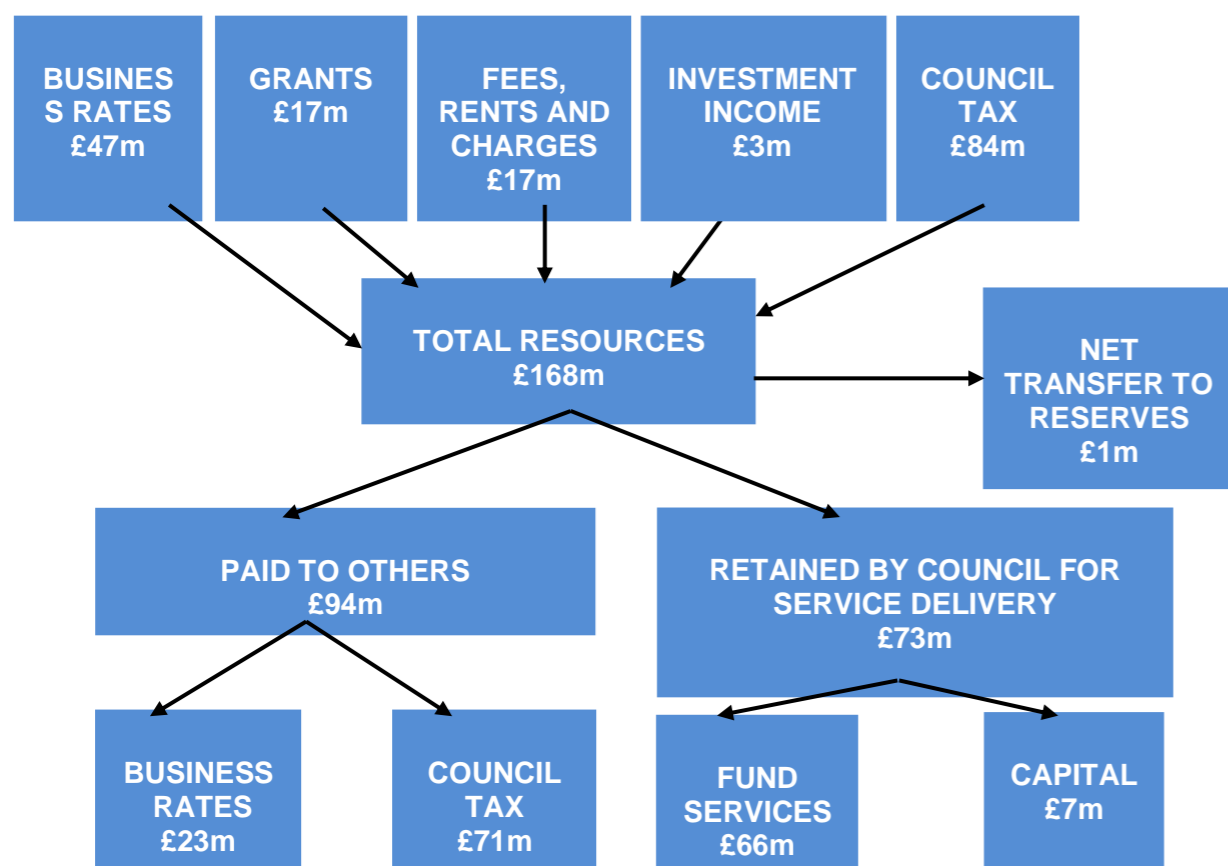 BUSINES
S RATES
£47m
GRANTS
£17m
FEES,
RENTS AND
CHARGES
£17m
INVESTMENT
INCOME
£3m
COUNCIL
TAX
£84m
TOTAL RESOURCES
£168m
NET
TRANSFER TO
RESERVES
£1m
PAID TO OTHERS
£94m
RETAINED BY COUNCIL FOR
SERVICE DELIVERY
£73m
BUSINESS
RATES
£23m
COUNCIL
TAX
£71m
FUND
SERVICES
£66m
CAPITAL
£7m